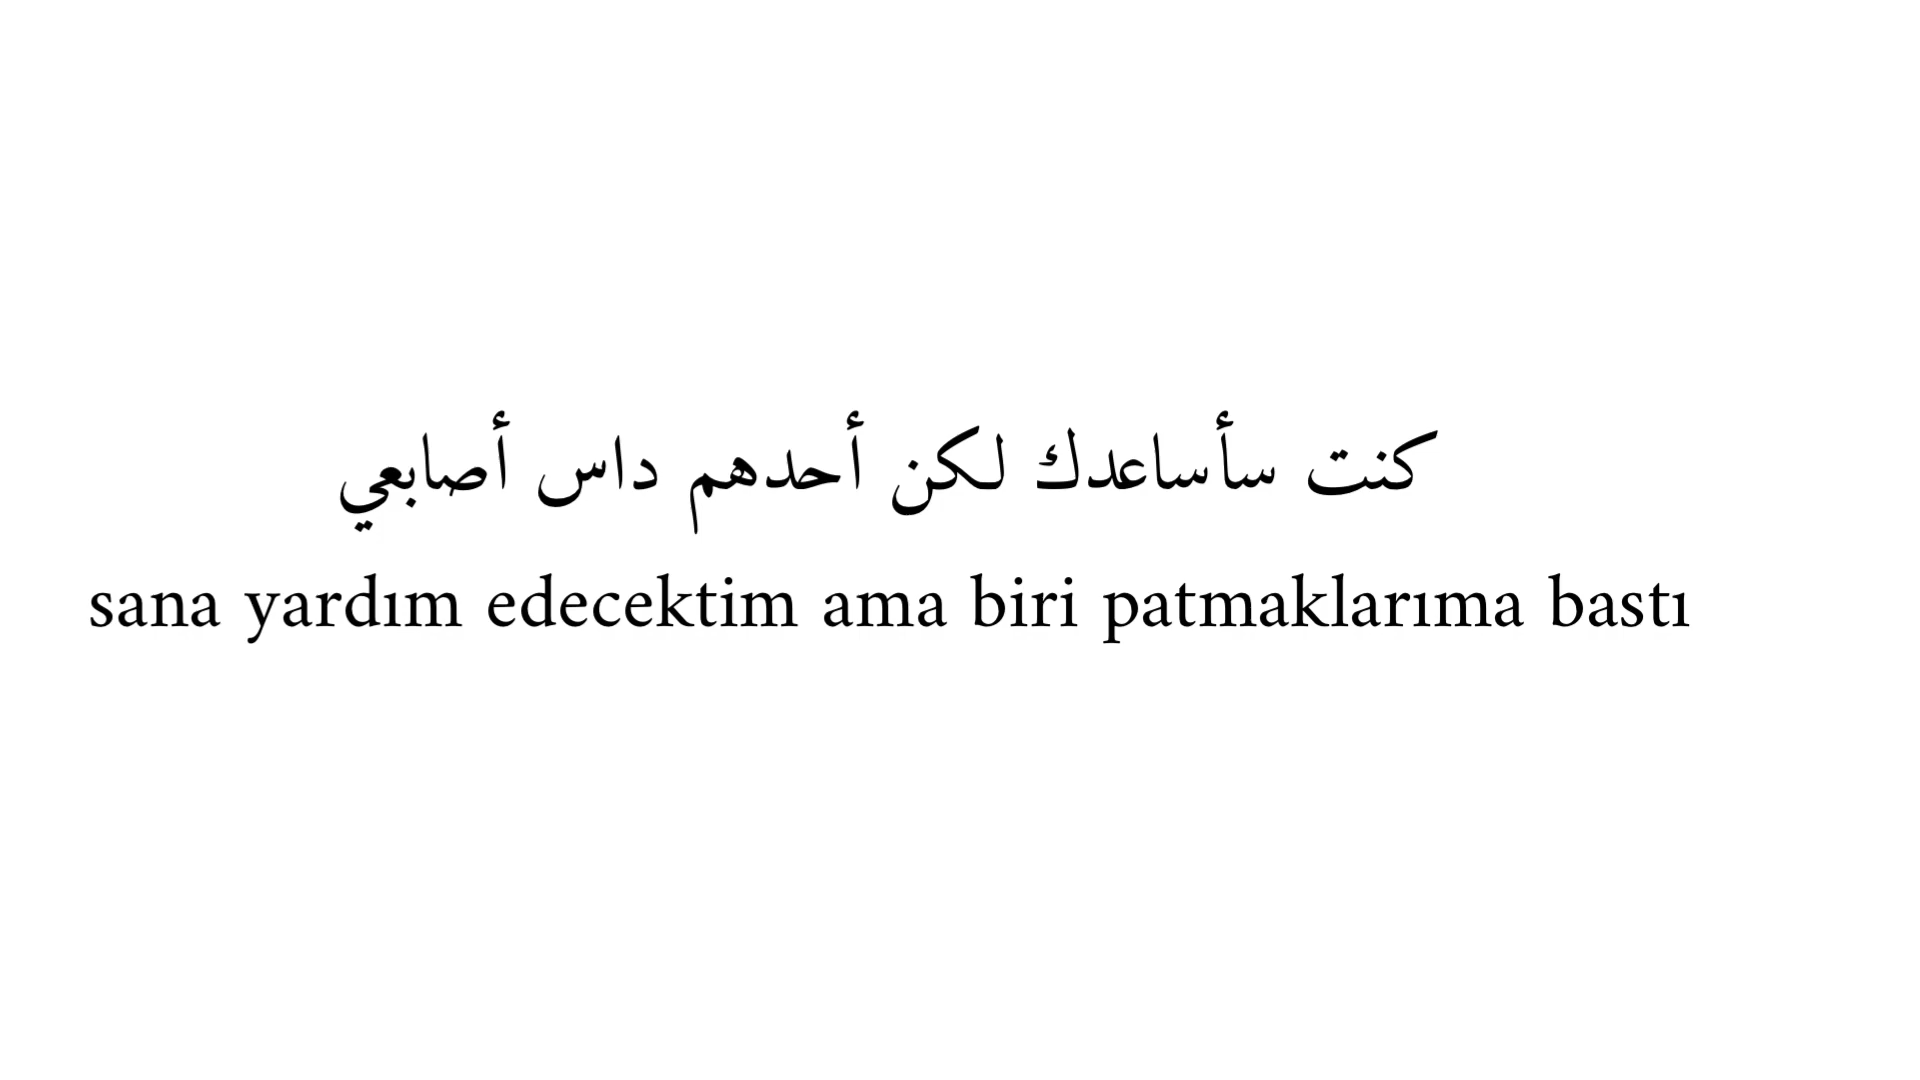 كنت سأساعدك لكن أحدهم داس أصابعي
sana yardım edecektim ama biri patmaklarıma bastı